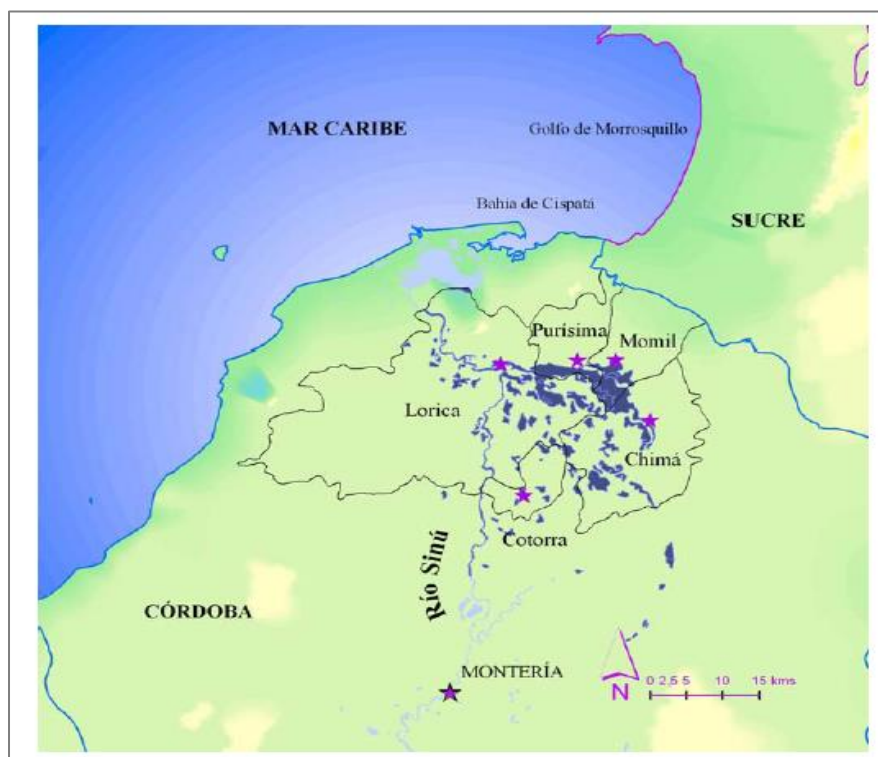 MAR CARIBE
Golfo de Morrosquillo
Bahia de Cispatá
SUCRE
Purísima
Momil
Lorica
Chimá
Cotorra
Río Sinú
CÓRDOBA
MONTERÍA
N
0 2,5 5 10 15 kms